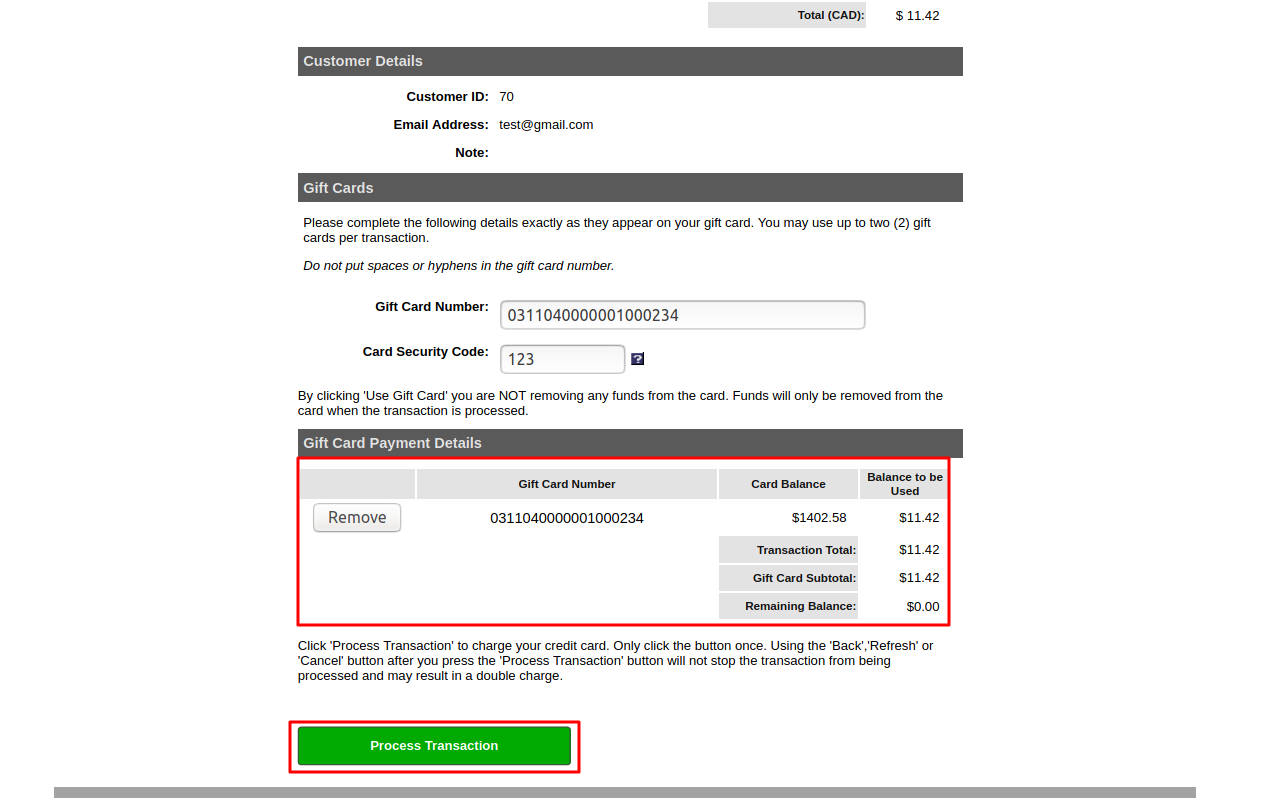 Total (CAD): $ 11.42
Customer Details
Customer ID: 70
Email Address: test@gmail.com
Note:
Gift Cards
Please complete the following details exactly as they appear on your gift card. You may use up to two (2) gift
cards per transaction.
Do not put spaces or hyphens in the gift card number.
Gift Card Number: 0311040000001000234
Card Security Code: 123 ?
By clicking 'Use Gift Card' you are NOT removing any funds from the card. Funds will only be removed from the
card when the transaction is processed.
Gift Card Payment Details
Gift Card Number Card Balance Balance to be
Used
Remove 0311040000001000234 $1402.58 $11.42
Transaction Total: $11.42
Gift Card Subtotal: $11.42
Remaining Balance: $0.00
Click 'Process Transaction' to charge your credit card. Only click the button once. Using the 'Back','Refresh' or
'Cancel' button after you press the 'Process Transaction' button will not stop the transaction from being
processed and may result in a double charge.
Process Transaction